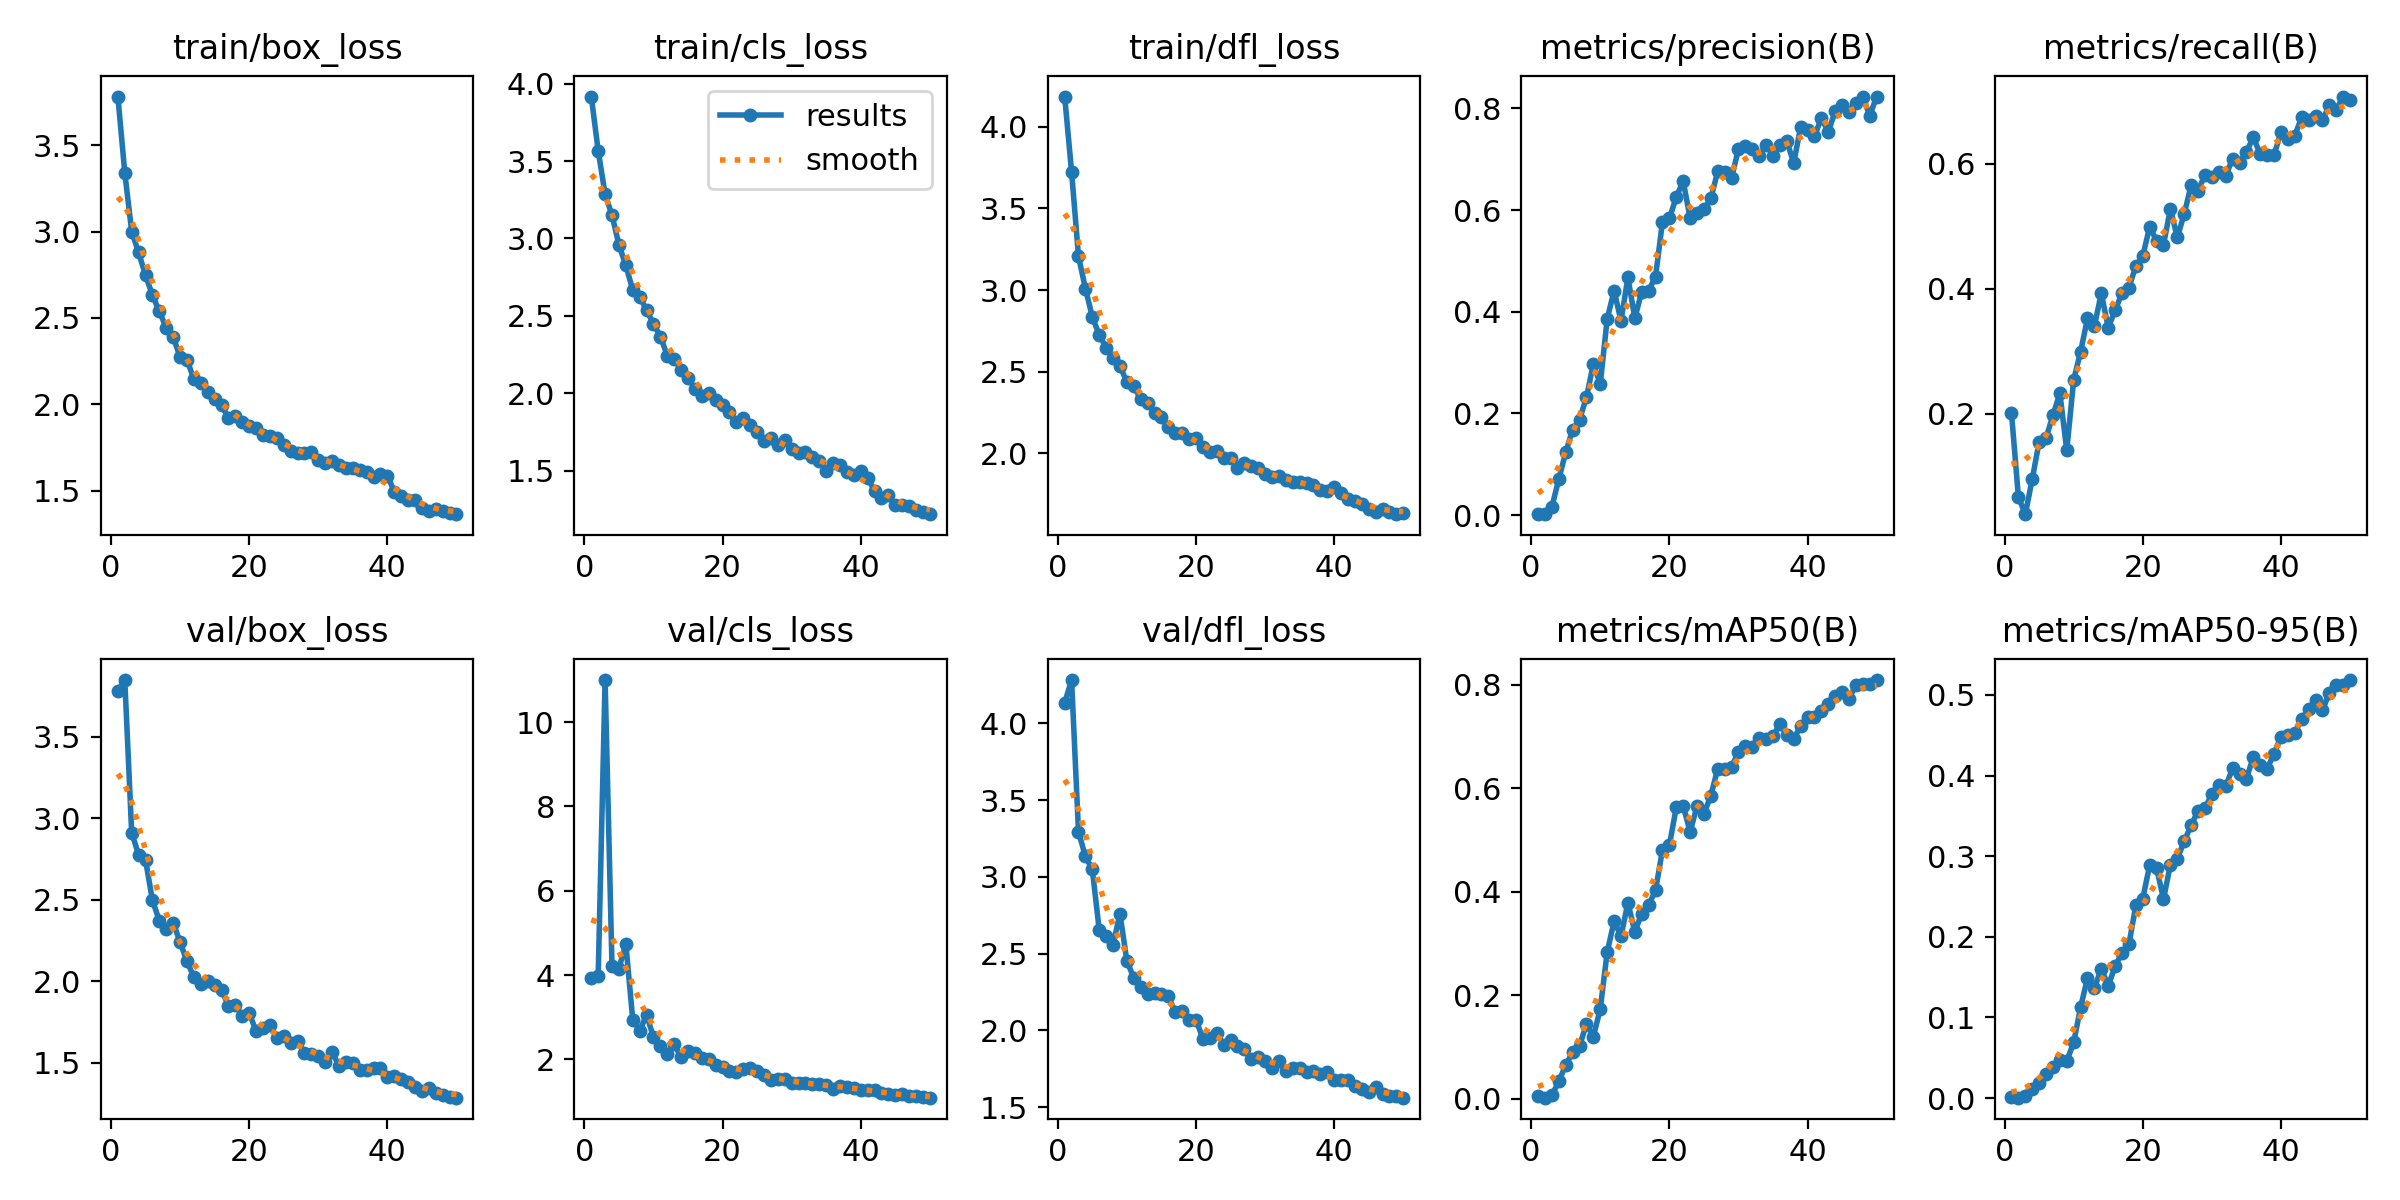 train/box_loss
3.5
3.0
2.5
2.0
1.5
0 20 40
train/cls_loss
results
smooth
4.0
3.5
3.0
2.5
2.0
1.5
0 20 40
train/dfl_loss
4.0
3.5
3.0
2.5
2.0
0 20 40
metrics/precision(B)
0.8
0.6
0.4
0.2
0.0
0 20 40
metrics/recall(B)
0.6
0.4
0.2
0 20 40
val/box_loss
3.5
3.0
2.5
2.0
1.5
0 20 40
val/cls_loss
10
8
6
4
2
0 20 40
val/dfl_loss
4.0
3.5
3.0
2.5
2.0
1.5
0 20 40
metrics/mAP50(B)
0.8
0.6
0.4
0.2
0.0
0 20 40
metrics/mAP50-95(B)
0.5
0.4
0.3
0.2
0.1
0.0
0 20 40